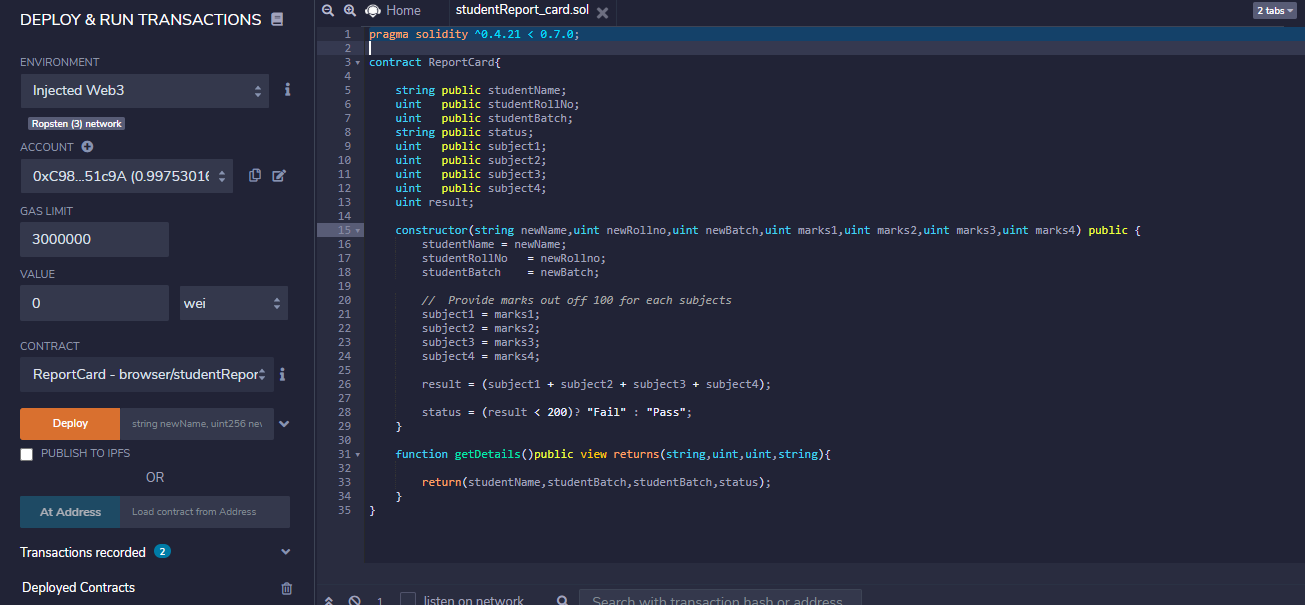 DEPLOY & RUN TRANSACTIONS
ENVIRONMENT
Injected Web3
Ropsten (3) network
ACCOUNT
0xC98...51c9A (0.99753016
GAS LIMIT
3000000
VALUE
0
wei
CONTRACT
ReportCard - browser/studentRepor
Deploy
string newName, uint256 nev
PUBLISH TO IPFS
OR
At Address
Load contract from Address
Transactions recorded 2
Deployed Contracts
Home
studentReport_card.sol
2 tabs
1 pragma solidity ^0.4.21 < 0.7.0;
2
3 contract ReportCard{
4
5 string public studentName;
6 uint public studentRollNo;
7 uint public studentBatch;
8 string public status;
9 uint public subject1;
10 uint public subject2;
11 uint public subject3;
12 uint public subject4;
13 uint result;
14
15 constructor(string newName,uint newRollno,uint newBatch,uint marks1,uint marks2,uint marks3,uint marks4) public {
16 studentName = newName;
17 studentRollNo = newRollno;
18 studentBatch = newBatch;
19
20 // Provide marks out off 100 for each subjects
21 subject1 = marks1;
22 subject2 = marks2;
23 subject3 = marks3;
24 subject4 = marks4;
25
26 result = (subject1 + subject2 + subject3 + subject4);
27
28 status = (result < 200)? "Fail" : "Pass";
29 }
30
31 function getDetails()public view returns(string,uint,uint,string){
32
33 return(studentName,studentBatch,studentBatch,status);
34 }
35 }
1
listen on network
Search with transaction hash or address